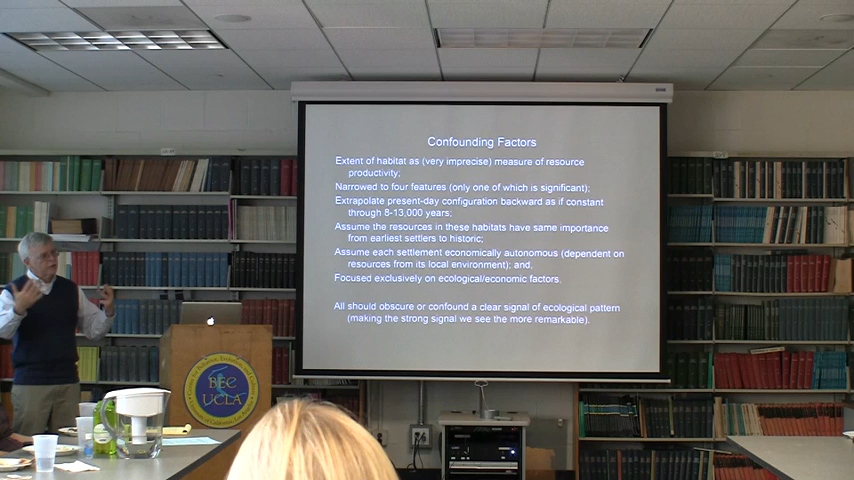 Confounding Factors
Extent of habitat as (very imprecise) measure of resource
productivity;
Narrowed to four features (only one of which is significant);
Extrapolate present-day configuration backward as if constant
through 8-13,000 years;
Assume the resources in these habitats have same importance
from earliest settlers to historic;
Assume each settlement economically autonomous (dependent on
resources from its local environment); and,
Focused exclusively on ecological/economic factors.
All should obscure or confound a clear signal of ecological pattern
(making the strong signal we see the more remarkable).
BEC
UCLA